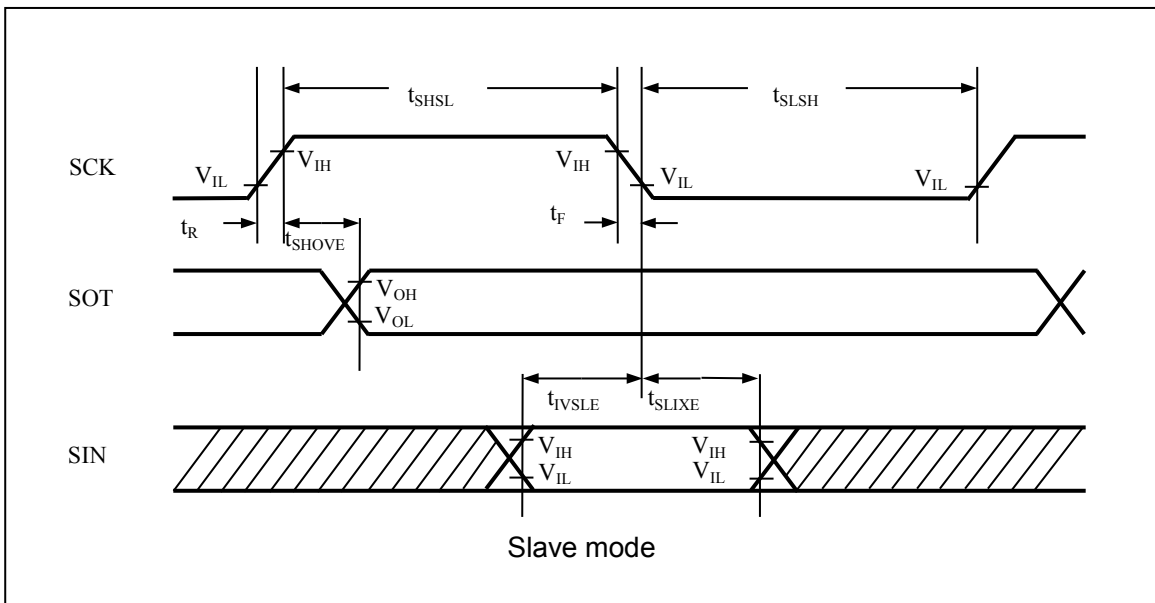 tSHSL tSLSH
SCK VIL VIH VIH VIL VIL
tR tSHOVE tF
SOT VOH
VOL
tIVSLE tSLIXE
SIN VIH VIH
VIL VIL
Slave mode